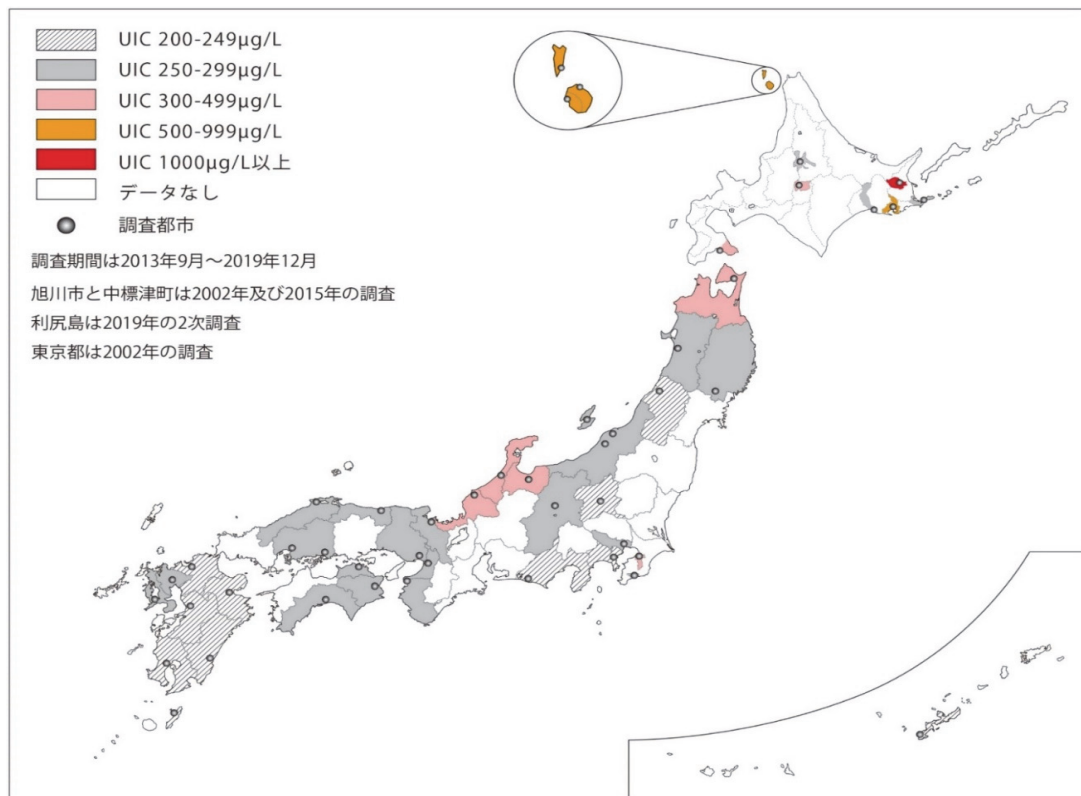 UIC 200-249μg/L
UIC 250-299μg/L
UIC 300-499μg/L
UIC 500-999μg/L
UIC 1000μg/L以上
データなし
調査都市
調査期間は2013年9月〜2019年12月
旭川市と中標津町は2002年及び2015年の調査
利尻島は2019年の2次調査
東京都は2002年の調査